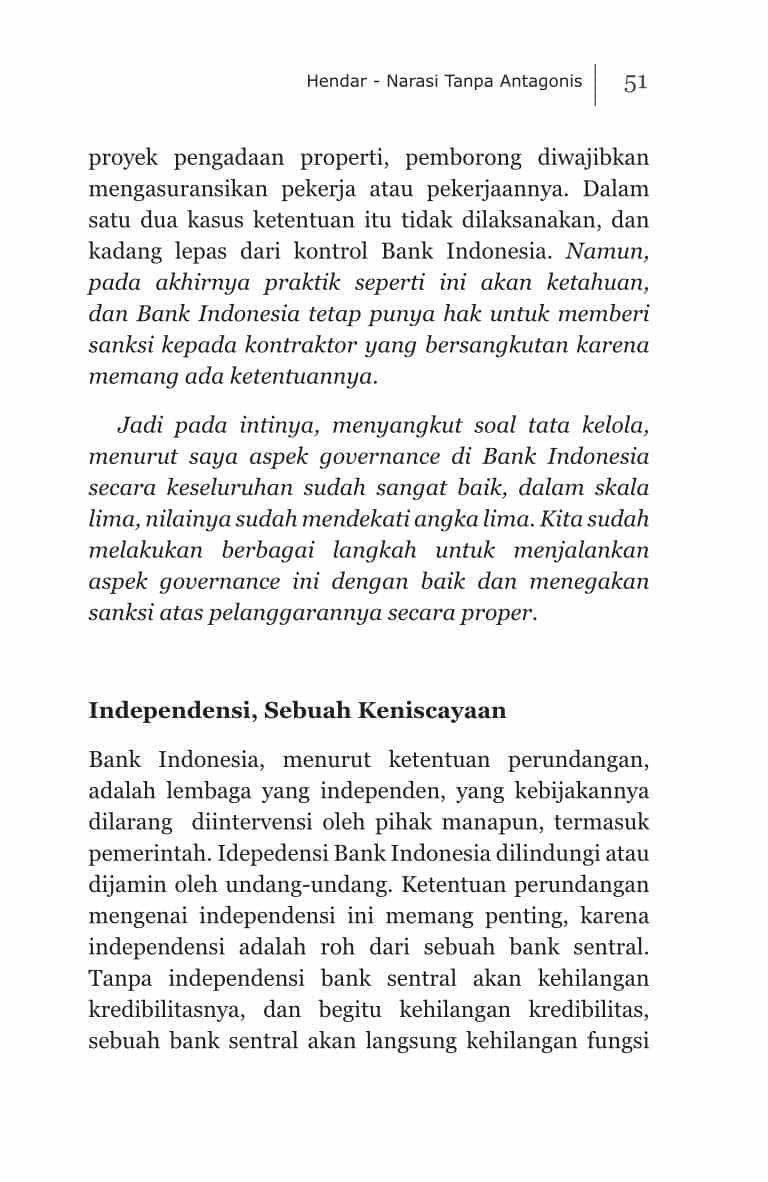 Hendar - Narasi Tanpa Antagonis 51
proyek pengadaan properti, pemborong diwajibkan
mengasuransikan pekerja atau pekerjaannya. Dalam
satu dua kasus ketentuan itu tidak dilaksanakan, dan
kadang lepas dari kontrol Bank Indonesia. Namun,
pada akhirnya praktik seperti ini akan ketahuan,
dan Bank Indonesia tetap punya hak untuk memberi
sanksi kepada kontraktor yang bersangkutan karena
memang ada ketentuannya.
Jadi pada intinya, menyangkut soal tata kelola,
menurut saya aspek governance di Bank Indonesia
secara keseluruhan sudah sangat baik, dalam skala
lima, nilainya sudah mendekati angka lima. Kita sudah
melakukan berbagai langkah untuk menjalankan
aspek governance ini dengan baik dan menegakan
sanksi atas pelanggarannya secara proper.
Independensi, Sebuah Keniscayaan
Bank Indonesia, menurut ketentuan perundangan,
adalah lembaga yang independen, yang kebijakannya
dilarang diintervensi oleh pihak manapun, termasuk
pemerintah. Idepedensi Bank Indonesia dilindungi atau
dijamin oleh undang-undang. Ketentuan perundangan
mengenai independensi ini memang penting, karena
independensi adalah roh dari sebuah bank sentral.
Tanpa independensi bank sentral akan kehilangan
kredibilitasnya, dan begitu kehilangan kredibilitas,
sebuah bank sentral akan langsung kehilangan fungsi